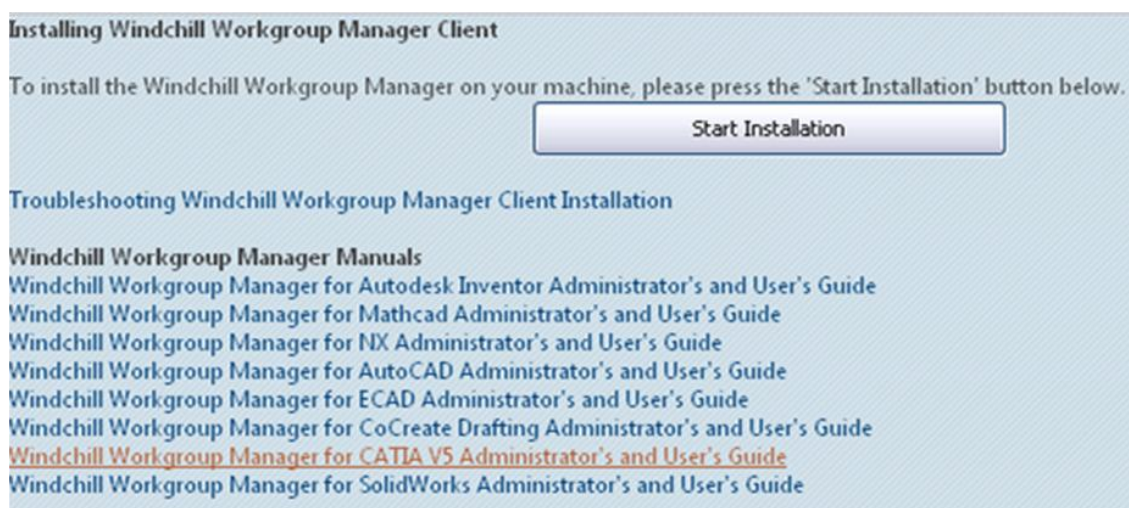 Installing Windchill Workgroup Manager Client
To install the Windchill Workgroup Manager on your machine, please press the 'Start Installation' button below.
Start Installation
Troubleshooting Windchill Workgroup Manager Client Installation
Windchill Workgroup Manager Manuals
Windchill Workgroup Manager for Autodesk Inventor Administrator's and User's Guide
Windchill Workgroup Manager for Mathcad Administrator's and User's Guide
Windchill Workgroup Manager for NX Administrator's and User's Guide
Windchill Workgroup Manager for AutoCAD Administrator's and User's Guide
Windchill Workgroup Manager for ECAD Administrator's and User's Guide
Windchill Workgroup Manager for CoCreate Drafting Administrator's and User's Guide
Windchill Workgroup Manager for CATIA V5 Administrator's and User's Guide
Windchill Workgroup Manager for SolidWorks Administrator's and User's Guide